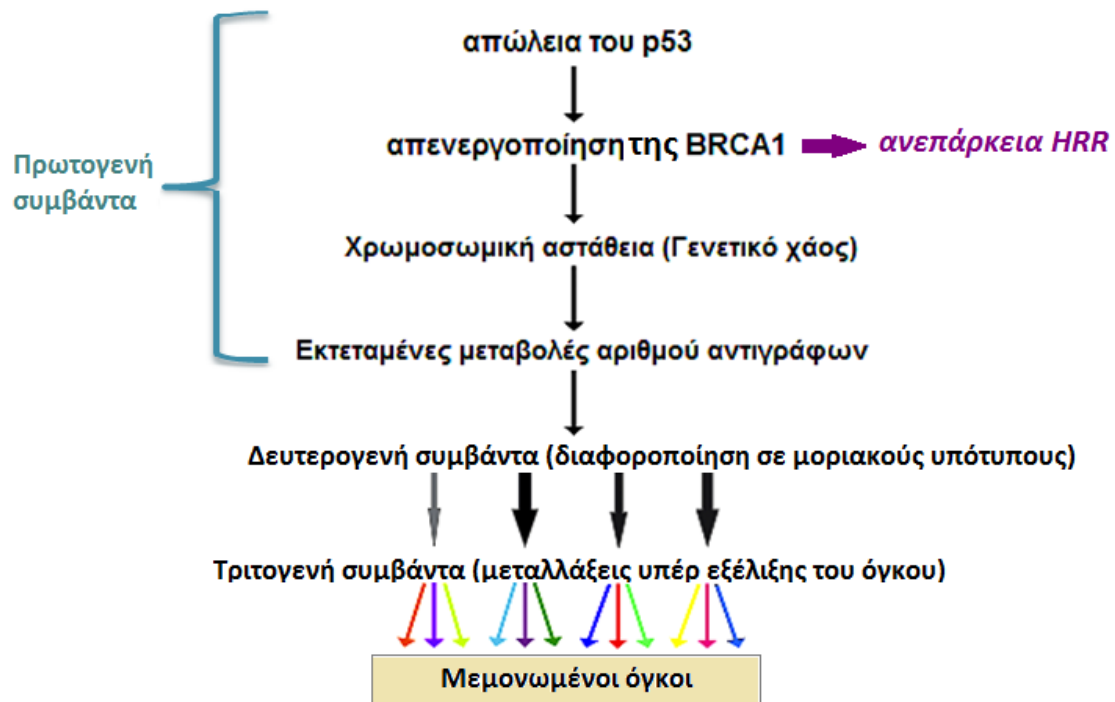 απώλεια του p53
απενεργοποίηση της BRCA1
ανεπάρκεια HRR
Πρωτογενή
συμβάντα
Χρωμοσωμική αστάθεια (Γενετικό χάος)
Εκτεταμένες μεταβολές αριθμού αντιγράφων
Δευτερογενή συμβάντα (διαφοροποίηση σε μοριακούς υπότυπους)
Τριτογενή συμβάντα (μεταλλάξεις υπέρ εξέλιξης του όγκου)
Μεμονωμένοι όγκοι